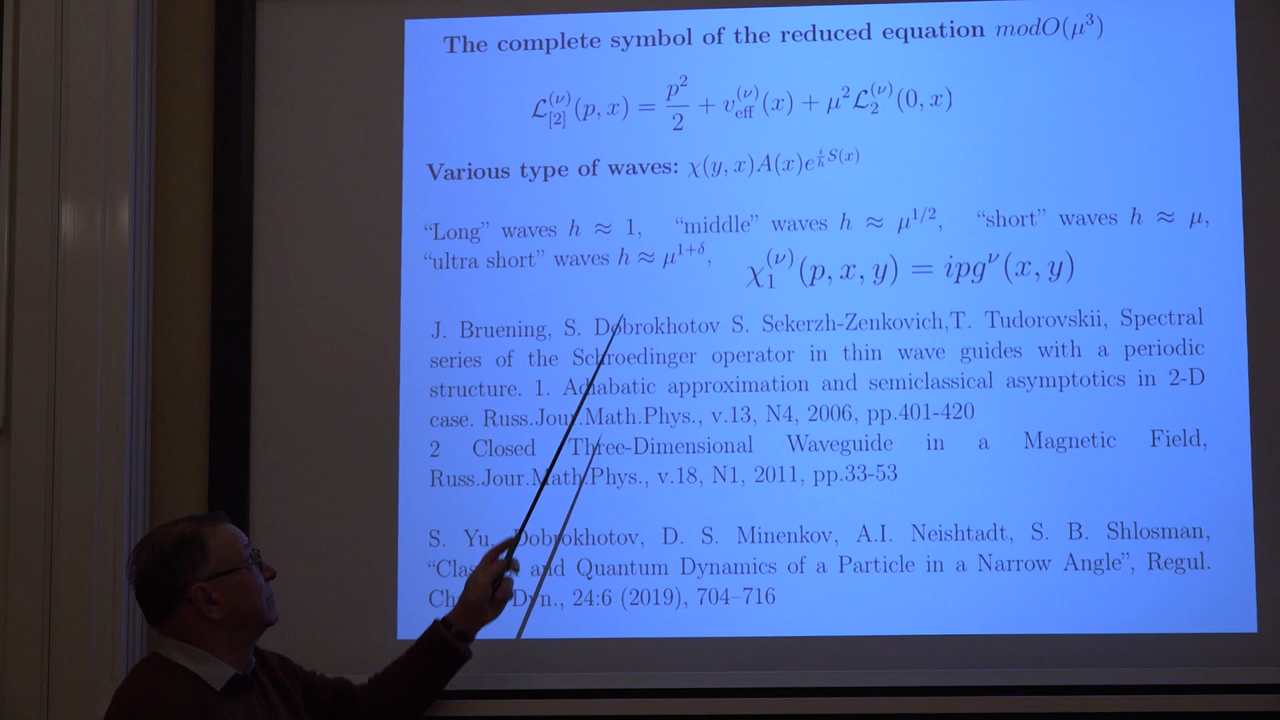 The complete symbol of the reduced equation modO(μ³)
𝓛_{[2]}^{(ν)}(p, x) = p²/2 + v_{eff}^{(ν)}(x) + μ²𝓛_2^{(ν)}(0, x)
Various type of waves: χ(y, x)A(x)e^{\frac{i}{h}S(x)}
“Long” waves h ≈ 1, “middle” waves h ≈ μ^{1/2}, “short” waves h ≈ μ,
“ultra short” waves h ≈ μ^{1+δ}, χ_1^{(ν)}(p, x, y) = ipg^ν(x, y)
J. Bruening, S. Dobrokhotov S. Sekerzh-Zenkovich,T. Tudorovskii, Spectral
series of the Schroedinger operator in thin wave guides with a periodic
structure. 1. Adiabatic approximation and semiclassical asymptotics in 2-D
case. Russ.Jour.Math.Phys., v.13, N4, 2006, pp.401-420
2 Closed Three-Dimensional Waveguide in a Magnetic Field,
Russ.Jour.Math.Phys., v.18, N1, 2011, pp.33-53
S. Yu. Dobrokhotov, D. S. Minenkov, A.I. Neishtadt, S. B. Shlosman,
and Quantum Dynamics of a Particle in a Narrow Angle”, Regul.
Dyn., 24:6 (2019), 704–716